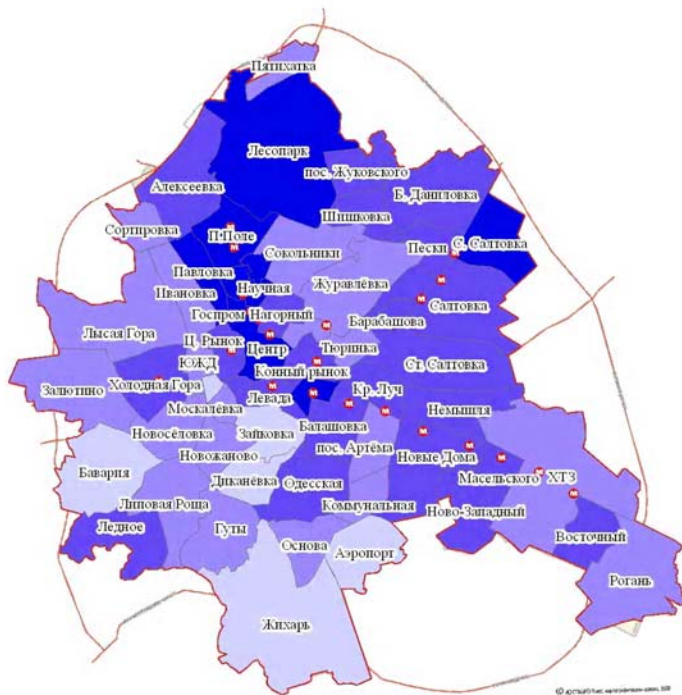 Пятихатка
Лесопарк
пос. Жуковского
Алексеевка
Б. Даниловка
Шишковка
Сортировка
П.Поле
Сокольники
Пески
С. Салтовка
Павловка
Научная
Журавлёвка
Ивановка
Салтовка
Госпром
Нагорный
Барабашова
Лысая Гора
Ц. Рынок
Центр
Тюринка
ЮЖД
Ст. Салтовка
Залютино
Холодная Гора
Конный рынок
Кр. Луч
Москалёвка
Левада
Немышля
Новосёловка
Зайковка
Балашовка
Новожаново
пос. Артёма
Новые Дома
Бавария
Диканёвка
Одесская
Масельского
ХТЗ
Липовая Роща
Коммунальная
Ново-Западный
Ледное
Гуты
Основа
Аэропорт
Восточный
Рогань
Жихарь